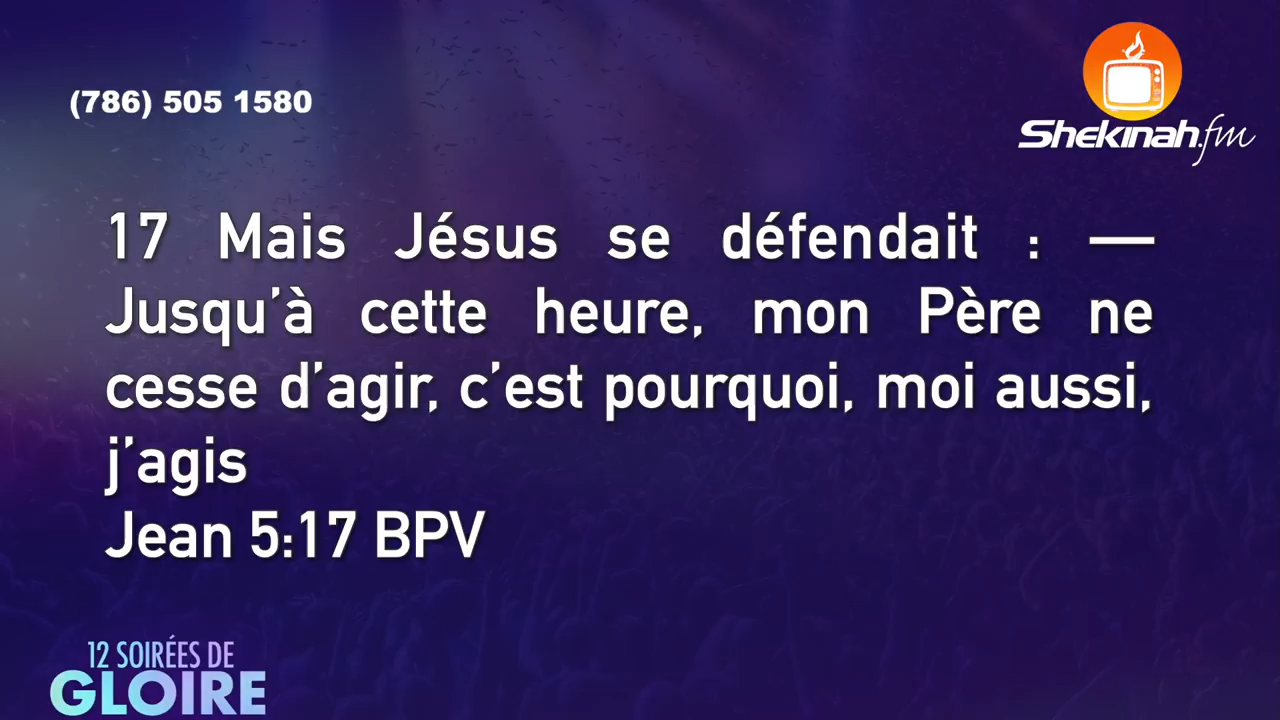 (786) 505 1580
Shekinah.fm
17 Mais Jésus se défendait : —
Jusqu’à cette heure, mon Père ne
cesse d’agir, c’est pourquoi, moi aussi,
j’agis
Jean 5:17 BPV
12 SOIRÉES DE
GLOIRE